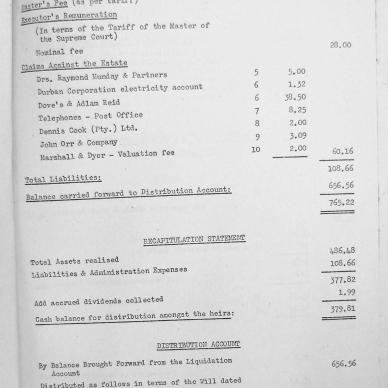 Master's Fee (as per tariff)
Executor's Remuneration
(In terms of the Tariff of the Master of
the Supreme Court)
Nominal fee 28.00
Claims Against the Estate
Drs. Raymond Munday & Partners 5 5.00
Durban Corporation electricity account 6 1.32
Dove's & Adlam Reid 6 38.50
Telephones - Post Office 7 8.25
Dennis Cook (Pty.) Ltd. 8 2.00
John Orr & Company 9 3.09
Marshall & Dyer - Valuation fee 10 2.00 60.16
108.66
Total Liabilities:
Balance carried forward to Distribution Account: 656.56
765.22
RECAPITULATION STATEMENT
Total Assets realised 486.48
Liabilities & Administration Expenses 108.66
377.82
Add accrued dividends collected 1.99
Cash balance for distribution amongst the heirs: 379.81
DISTRIBUTION ACCOUNT
By Balance Brought Forward from the Liquidation
Account 656.56
Distributed as follows in terms of the Will dated